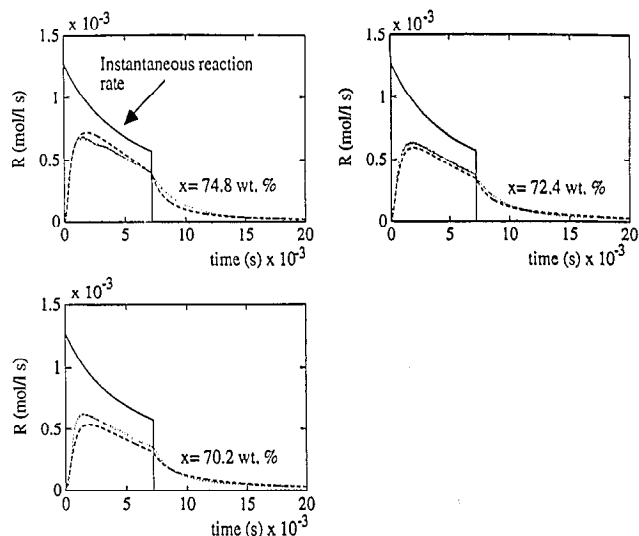 x 10⁻³
1.5
1
0.5
0
R (mol/l s)
Instantaneous reaction
rate
x= 74.8 wt. %
0 5 10 15 20
time (s) x 10⁻³
x 10⁻³
1.5
1
0.5
0
R (mol/l s)
x= 72.4 wt. %
0 5 10 15 20
time (s) x 10⁻³
x 10⁻³
1.5
1
0.5
0
R (mol/l s)
x= 70.2 wt. %
0 5 10 15 20
time (s) x 10⁻³